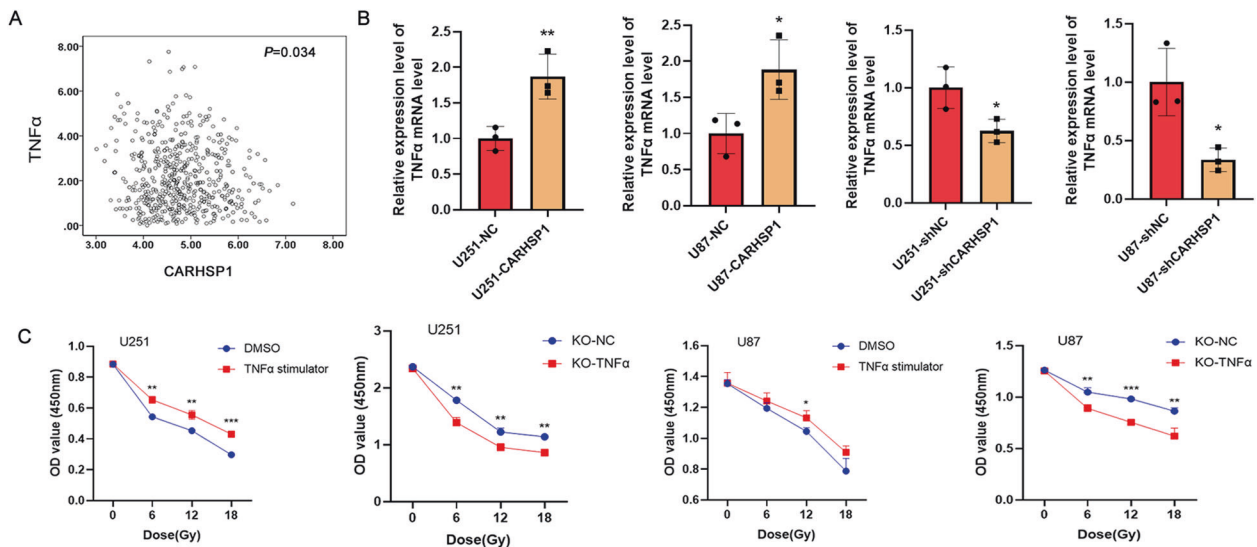 A
P=0.034
8.00
6.00
4.00
2.00
.00
TNFα
3.00 4.00 5.00 6.00 7.00 8.00
CARHSP1
B
Relative expression level of
TNFα mRNA level
2.5
2.0
1.5
1.0
0.5
0.0
**
U251-NC
U251-CARHSP1
Relative expression level of
TNFα mRNA level
2.5
2.0
1.5
1.0
0.5
0.0
*
U87-NC
U87-CARHSP1
Relative expression level of
TNFα mRNA level
1.5
1.0
0.5
0.0
*
U251-shNC
U251-shCARHSP1
Relative expression level of
TNFα mRNA level
1.5
1.0
0.5
0.0
*
U87-shNC
U87-shCARHSP1
C
U251
DMSO
TNFα stimulator
OD value (450nm)
1.0
0.8
0.6
0.4
0.2
0.0
** ** ***
0 6 12 18
Dose(Gy)
U251
KO-NC
KO-TNFα
OD value (450nm)
3
2
1
0
** ** **
0 6 12 18
Dose(Gy)
U87
DMSO
TNFα stimulator
OD value (450nm)
1.6
1.4
1.2
1.0
0.8
0.6
*
0 6 12 18
Dose(Gy)
U87
KO-NC
KO-TNFα
OD value (450nm)
1.5
1.0
0.5
0.0
** *** **
0 6 12 18
Dose(Gy)